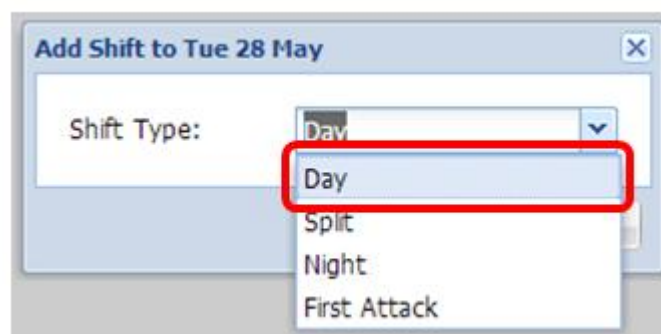 Add Shift to Tue 28 May
Shift Type:
Day
Day
Split
Night
First Attack